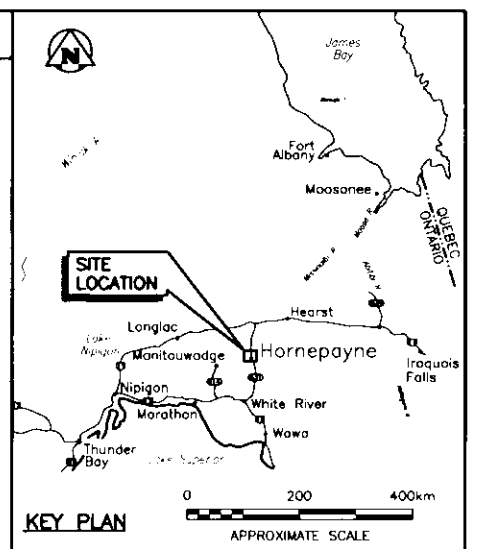 N
James
Bay
Fort
Albany
Moosonee
QUEBEC
ONTARIO
SITE
LOCATION
Hearst
Longlac
Lake
Nipigon
Manitouwadge
Hornepayne
Iraquois
Falls
Nipigon
Marathon
White River
Wawa
Thunder
Bay
Lake Superior
0 200 400km
KEY PLAN
APPROXIMATE SCALE